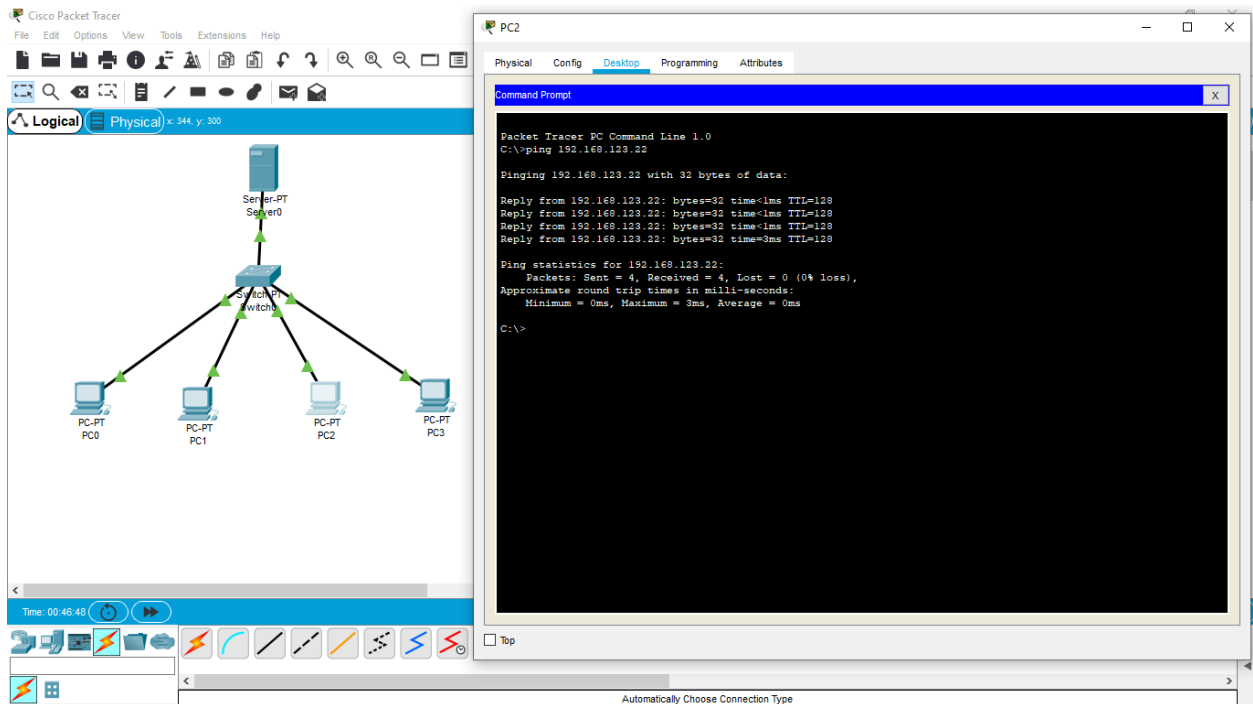 Cisco Packet Tracer
File Edit Options View Tools Extensions Help
Logical Physical x: 344, y: 300
Server-PT
Server0
Switch-PT
Switch0
PC-PT
PC0
PC-PT
PC1
PC-PT
PC2
PC-PT
PC3
Time: 00:46:48
PC2
Physical Config Desktop Programming Attributes
Command Prompt
X
Packet Tracer PC Command Line 1.0
C:\>ping 192.168.123.22
Pinging 192.168.123.22 with 32 bytes of data:
Reply from 192.168.123.22: bytes=32 time<1ms TTL=128
Reply from 192.168.123.22: bytes=32 time<1ms TTL=128
Reply from 192.168.123.22: bytes=32 time<1ms TTL=128
Reply from 192.168.123.22: bytes=32 time=3ms TTL=128
Ping statistics for 192.168.123.22:
Packets: Sent = 4, Received = 4, Lost = 0 (0% loss),
Approximate round trip times in milli-seconds:
Minimum = 0ms, Maximum = 3ms, Average = 0ms
C:\>
Top
Automatically Choose Connection Type